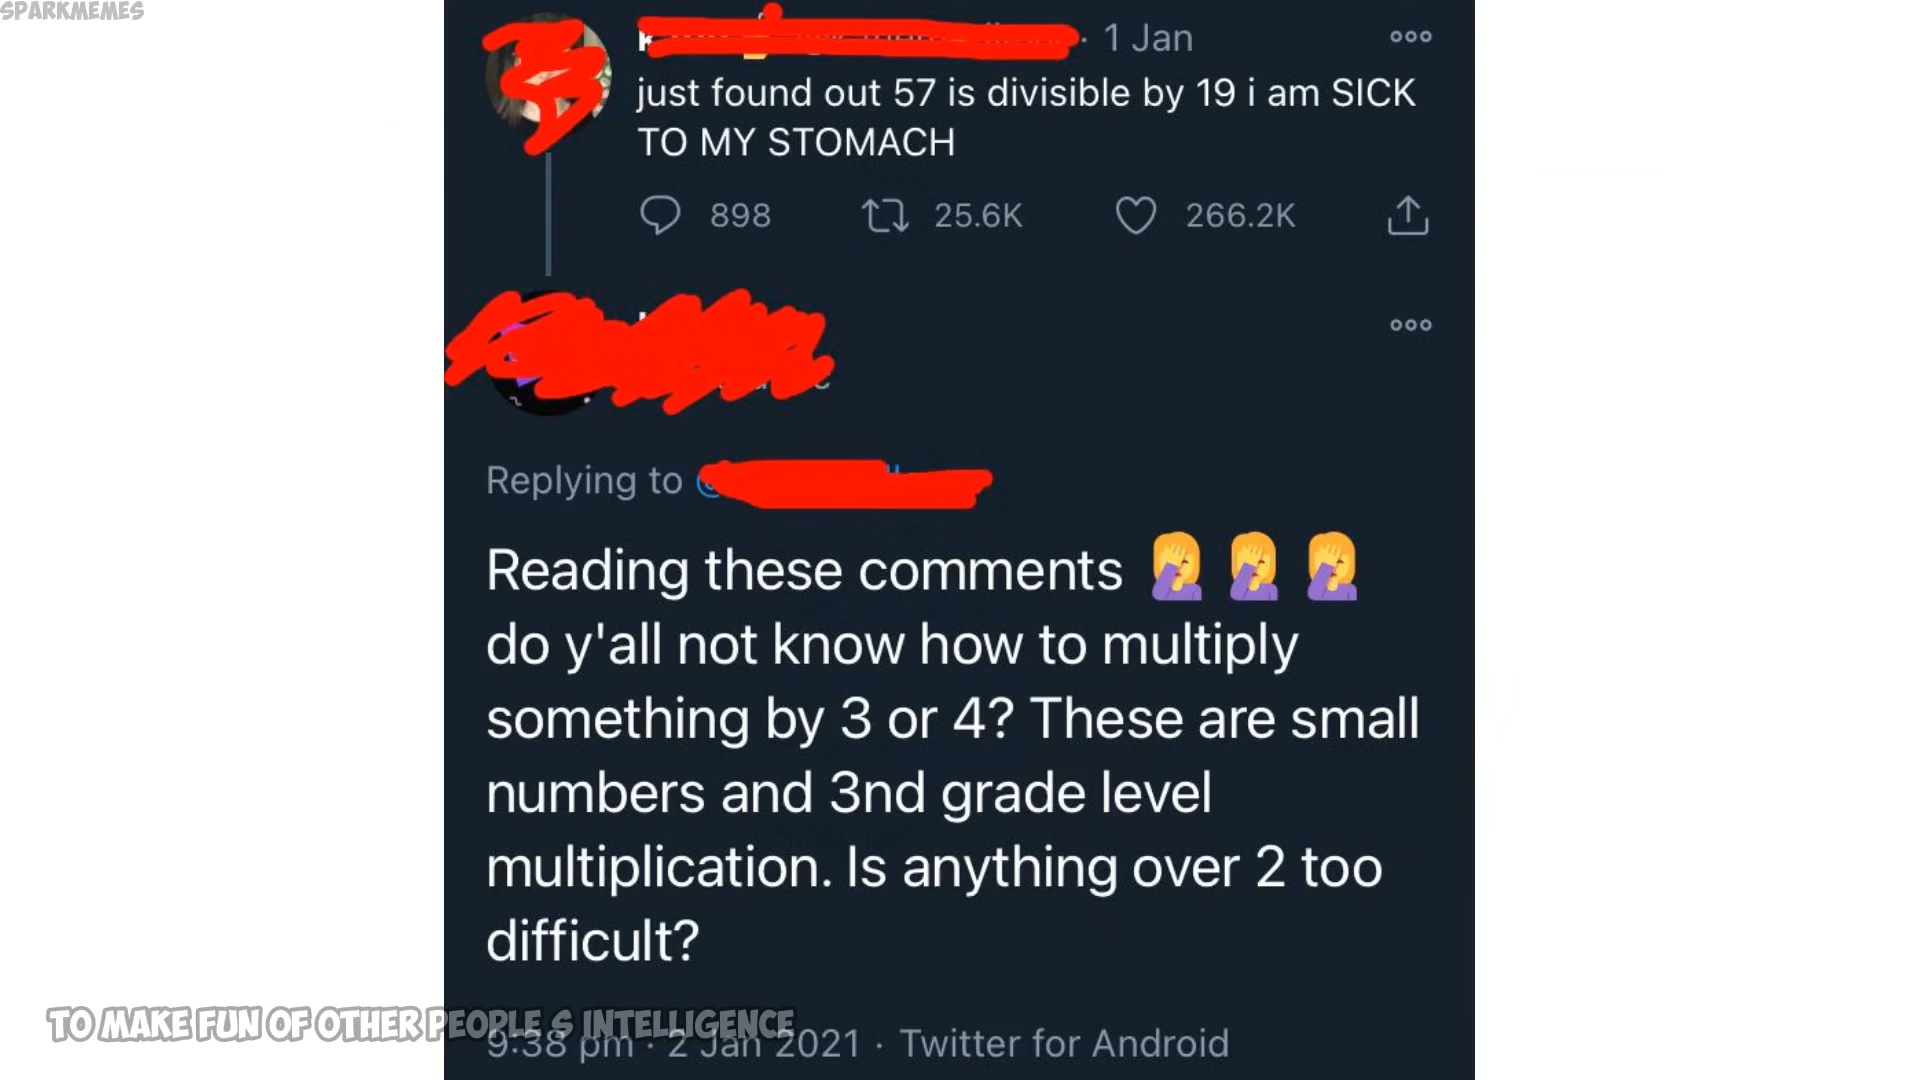 SPARKMEMES
· 1 Jan
just found out 57 is divisible by 19 i am SICK
TO MY STOMACH
898 25.6K 266.2K
Replying to
Reading these comments 🤦‍♀️ 🤦‍♀️ 🤦‍♀️
do y'all not know how to multiply
something by 3 or 4? These are small
numbers and 3nd grade level
multiplication. Is anything over 2 too
difficult?
TO MAKE FUN OF OTHER PEOPLE S INTELLIGENCE
9:38 pm · 2 Jan 2021 · Twitter for Android